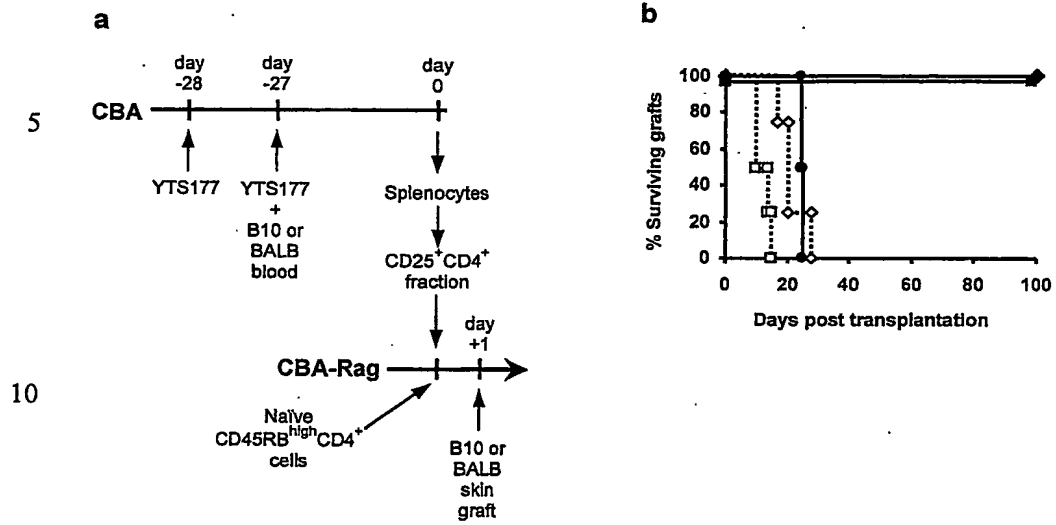 a
day
-28
day
-27
day
0
CBA
5
YTS177
YTS177
+
B10 or
BALB
blood
Splenocytes
CD25+CD4+
fraction
day
+1
CBA-Rag
10
Naïve
CD45RBhighCD4+
cells
B10 or
BALB
skin
graft
b
% Surviving grafts
100
80
60
40
20
0
0
20
40
60
80
100
Days post transplantation